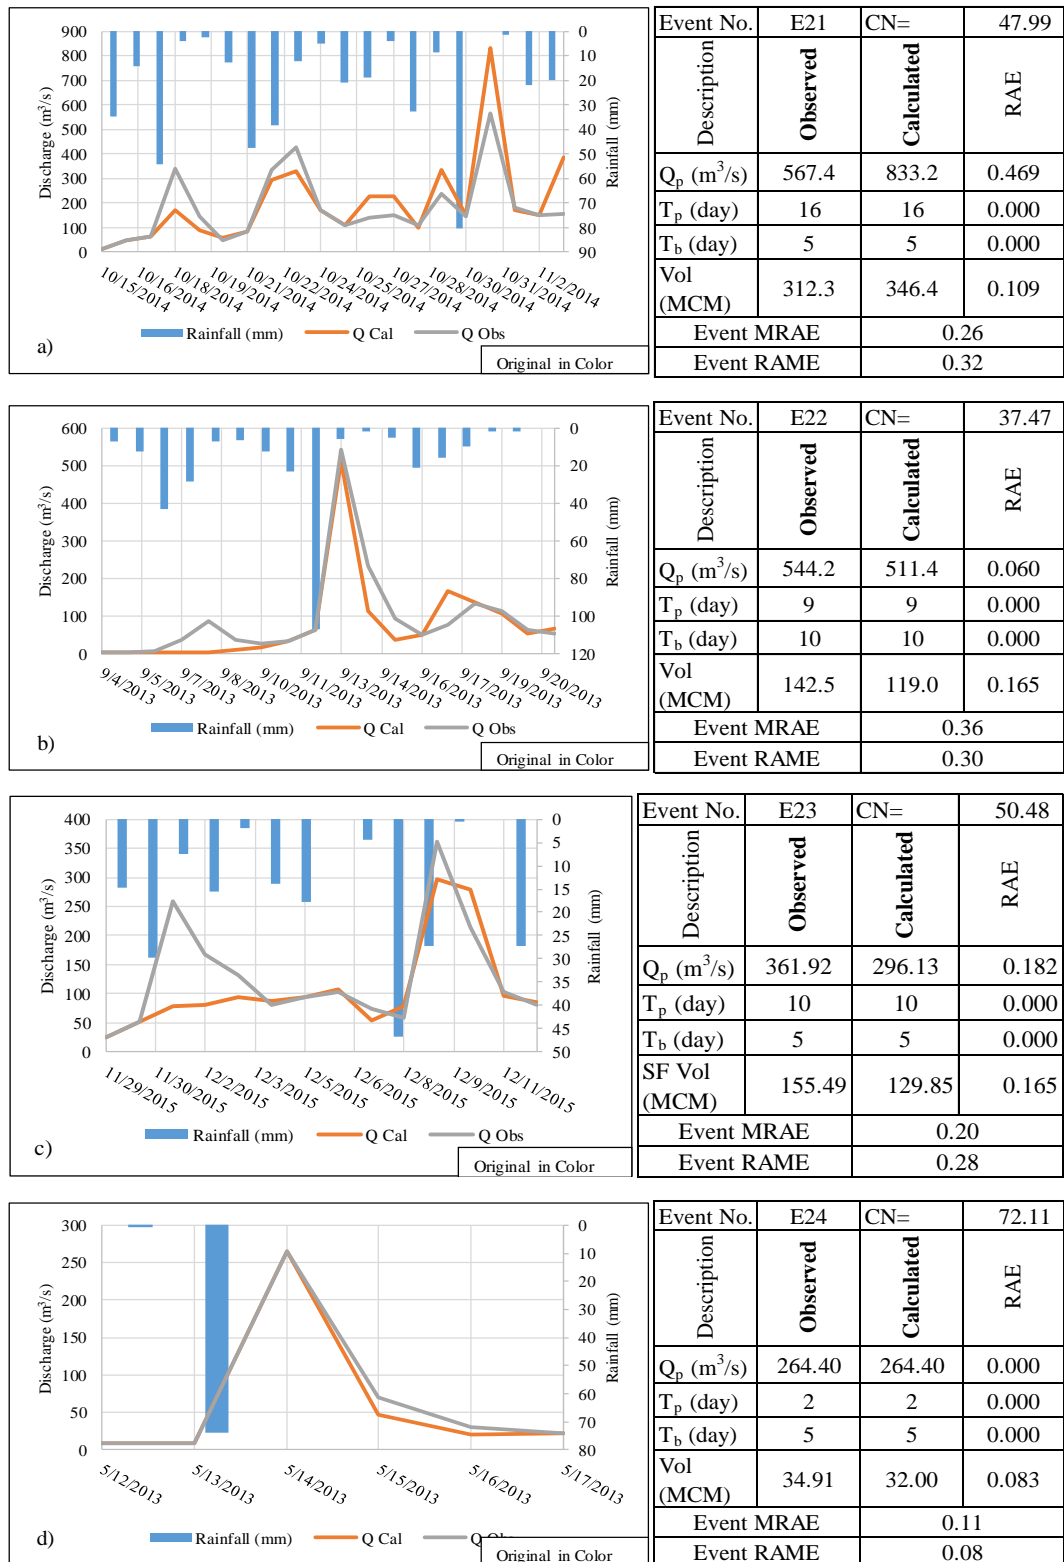 900
800
700
600
500
400
300
200
100
0
Discharge (m³/s)
0
10
20
30
40
50
60
70
80
90
Rainfall (mm)
10/15/2014
10/16/2014
10/18/2014
10/19/2014
10/21/2014
10/22/2014
10/24/2014
10/25/2014
10/27/2014
10/28/2014
10/30/2014
10/31/2014
11/2/2014
Rainfall (mm) Q Cal Q Obs
a)
Original in Color
Event No. E21 CN= 47.99
Description Observed Calculated RAE
Qp (m³/s) 567.4 833.2 0.469
Tp (day) 16 16 0.000
Tb (day) 5 5 0.000
Vol (MCM) 312.3 346.4 0.109
Event MRAE 0.26
Event RAME 0.32
600
500
400
300
200
100
0
Discharge (m³/s)
0
20
40
60
80
100
120
Rainfall (mm)
9/4/2013
9/5/2013
9/7/2013
9/8/2013
9/10/2013
9/11/2013
9/13/2013
9/14/2013
9/16/2013
9/17/2013
9/19/2013
9/20/2013
Rainfall (mm) Q Cal Q Obs
b)
Original in Color
Event No. E22 CN= 37.47
Description Observed Calculated RAE
Qp (m³/s) 544.2 511.4 0.060
Tp (day) 9 9 0.000
Tb (day) 10 10 0.000
Vol (MCM) 142.5 119.0 0.165
Event MRAE 0.36
Event RAME 0.30
400
350
300
250
200
150
100
50
0
Discharge (m³/s)
0
5
10
15
20
25
30
35
40
45
50
Rainfall (mm)
11/29/2015
11/30/2015
12/2/2015
12/3/2015
12/5/2015
12/6/2015
12/8/2015
12/9/2015
12/11/2015
Rainfall (mm) Q Cal Q Obs
c)
Original in Color
Event No. E23 CN= 50.48
Description Observed Calculated RAE
Qp (m³/s) 361.92 296.13 0.182
Tp (day) 10 10 0.000
Tb (day) 5 5 0.000
SF Vol (MCM) 155.49 129.85 0.165
Event MRAE 0.20
Event RAME 0.28
300
250
200
150
100
50
0
Discharge (m³/s)
0
10
20
30
40
50
60
70
80
Rainfall (mm)
5/12/2013
5/13/2013
5/14/2013
5/15/2013
5/16/2013
5/17/2013
Rainfall (mm) Q Cal Q Obs
d)
Original in Color
Event No. E24 CN= 72.11
Description Observed Calculated RAE
Qp (m³/s) 264.40 264.40 0.000
Tp (day) 2 2 0.000
Tb (day) 5 5 0.000
Vol (MCM) 34.91 32.00 0.083
Event MRAE 0.11
Event RAME 0.08